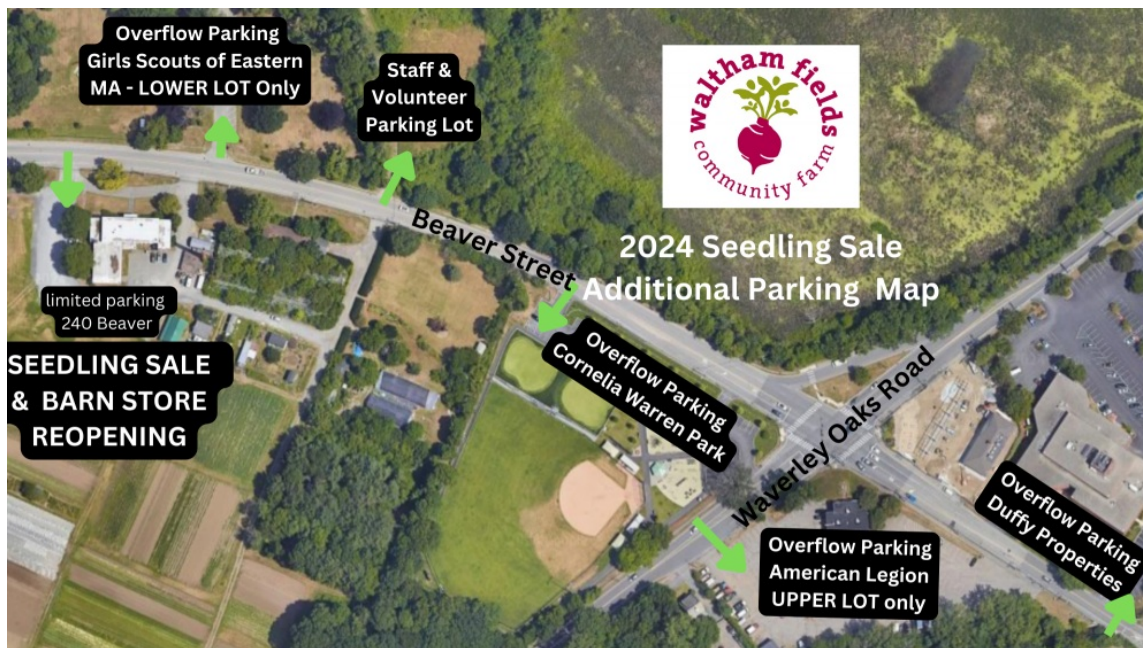 Overflow Parking
Girls Scouts of Eastern
MA - LOWER LOT Only
Staff &
Volunteer
Parking Lot
waltham fields
community farm
2024 Seedling Sale
Additional Parking Map
Beaver Street
limited parking
240 Beaver
SEEDLING SALE
& BARN STORE
REOPENING
Overflow Parking
Cornelia Warren Park
Waverley Oaks Road
Overflow Parking
American Legion
UPPER LOT only
Overflow Parking
Duffy Properties